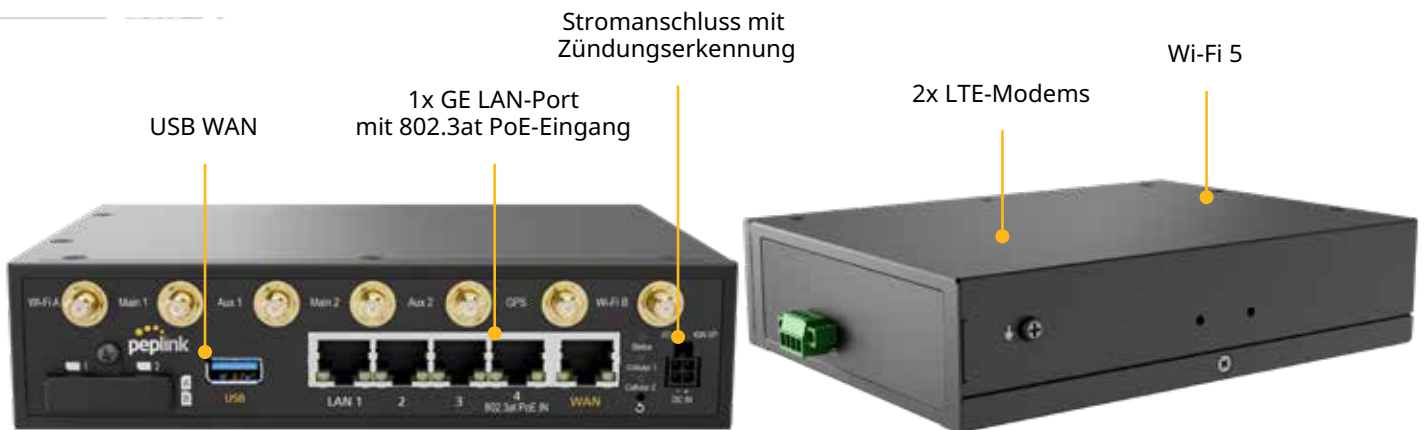 Stromanschluss mit
Zündungserkennung
Wi-Fi 5
2x LTE-Modems
1x GE LAN-Port
mit 802.3at PoE-Eingang
USB WAN
Wi-Fi A Main 1 Aux 1 Main 2 Aux 2 GPS Wi-Fi B
peplink
1 2
Status
Cellular 1
Cellular 2
USB
LAN 1 2 3 4 WAN
802.3at PoE IN
DC IN